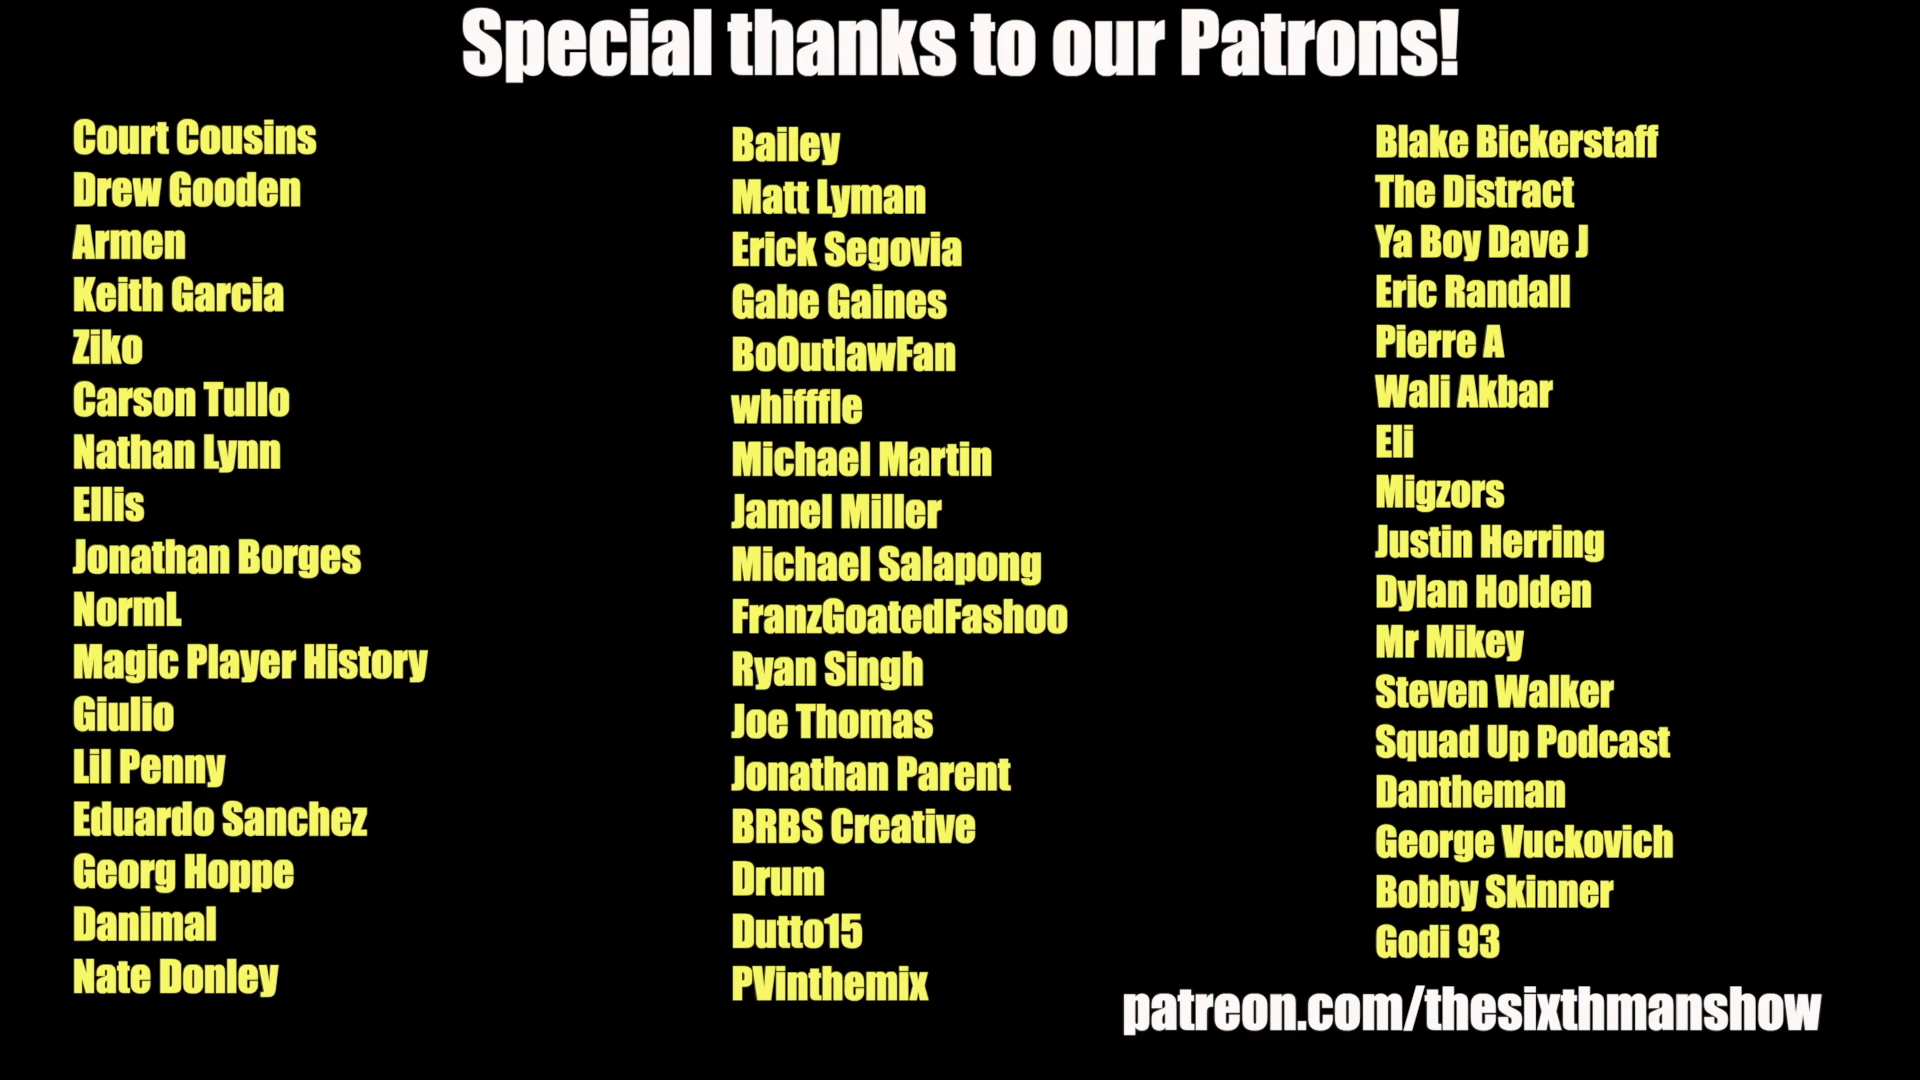 Special thanks to our Patrons!
Court Cousins
Drew Gooden
Armen
Keith Garcia
Ziko
Carson Tullo
Nathan Lynn
Ellis
Jonathan Borges
NormL
Magic Player History
Giulio
Lil Penny
Eduardo Sanchez
Georg Hoppe
Danimal
Nate Donley
Bailey
Matt Lyman
Erick Segovia
Gabe Gaines
BoOutlawFan
whifffle
Michael Martin
Jamel Miller
Michael Salapong
FranzGoatedFashoo
Ryan Singh
Joe Thomas
Jonathan Parent
BRBS Creative
Drum
Dutto15
PVinthemix
Blake Bickerstaff
The Distract
Ya Boy Dave J
Eric Randall
Pierre A
Wali Akbar
Eli
Migzors
Justin Herring
Dylan Holden
Mr Mikey
Steven Walker
Squad Up Podcast
Dantheman
George Vuckovich
Bobby Skinner
Godi 93
patreon.com/thesixthmanshow